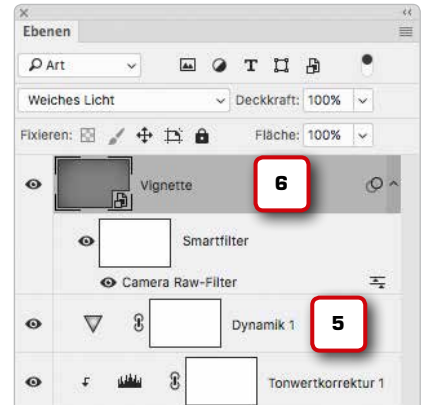 Ebenen
Art
T
Weiches Licht Deckkraft: 100%
Fixieren: Fläche: 100%
Vignette 6
Smartfilter
Camera Raw-Filter
Dynamik 1 5
Tonwertkorrektur 1